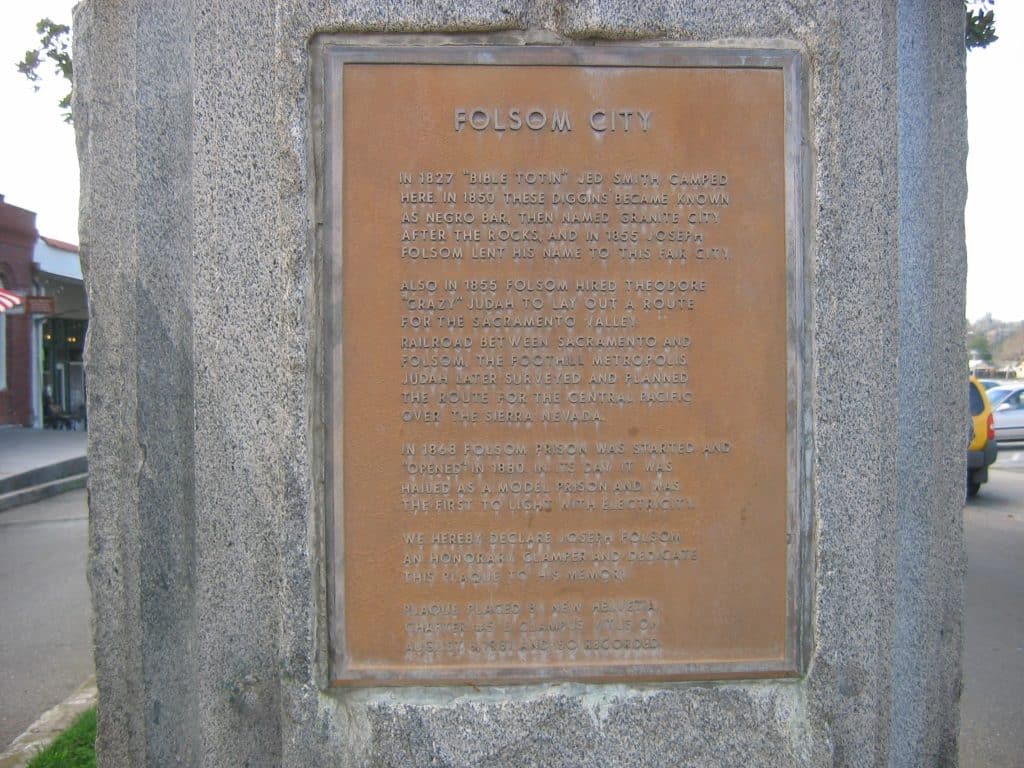 FOLSOM CITY
IN 1827 "BIBLE TOTIN" JED SMITH CAMPED
HERE. IN 1850 THESE DIGGINS BECAME KNOWN
AS NEGRO BAR, THEN NAMED GRANITE CITY
AFTER THE ROCKS, AND IN 1855 JOSEPH
FOLSOM LENT HIS NAME TO THIS FAIR CITY.
ALSO IN 1855 FOLSOM HIRED THEODORE
"CRAZY" JUDAH TO LAY OUT A ROUTE
FOR THE SACRAMENTO VALLEY
RAILROAD BETWEEN SACRAMENTO AND
FOLSOM, THE FOOTHILL METROPOLIS.
JUDAH LATER SURVEYED AND PLANNED
THE ROUTE FOR THE CENTRAL PACIFIC
OVER THE SIERRA NEVADA.
IN 1868 FOLSOM PRISON WAS STARTED AND
"OPENED" IN 1880. IN ITS DAY IT WAS
HAILED AS A MODEL PRISON AND WAS
THE FIRST TO LIGHT WITH ELECTRICITY.
WE HEREBY DECLARE JOSEPH FOLSOM
AN HONORARY CLAMPER AND DEDICATE
THIS PLAQUE TO HIS MEMORY
PLAQUE PLACED BY NEW HELVETIA
CHAPTER E CLAMPUS VITUS ON
AUGUST 1981 AND SO RECORDED